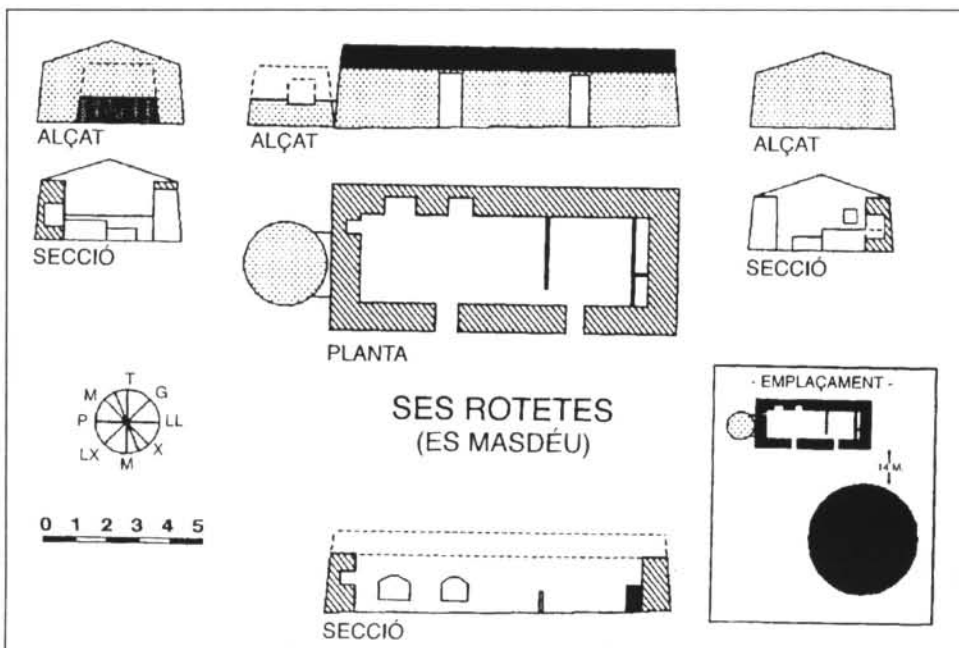 ALÇAT
ALÇAT
ALÇAT
SECCIÓ
SECCIÓ
PLANTA
T
M G
P LL
LX X
M
SES ROTETES
(ES MASDÉU)
- EMPLAÇAMENT -
14 M.
0 1 2 3 4 5
SECCIÓ